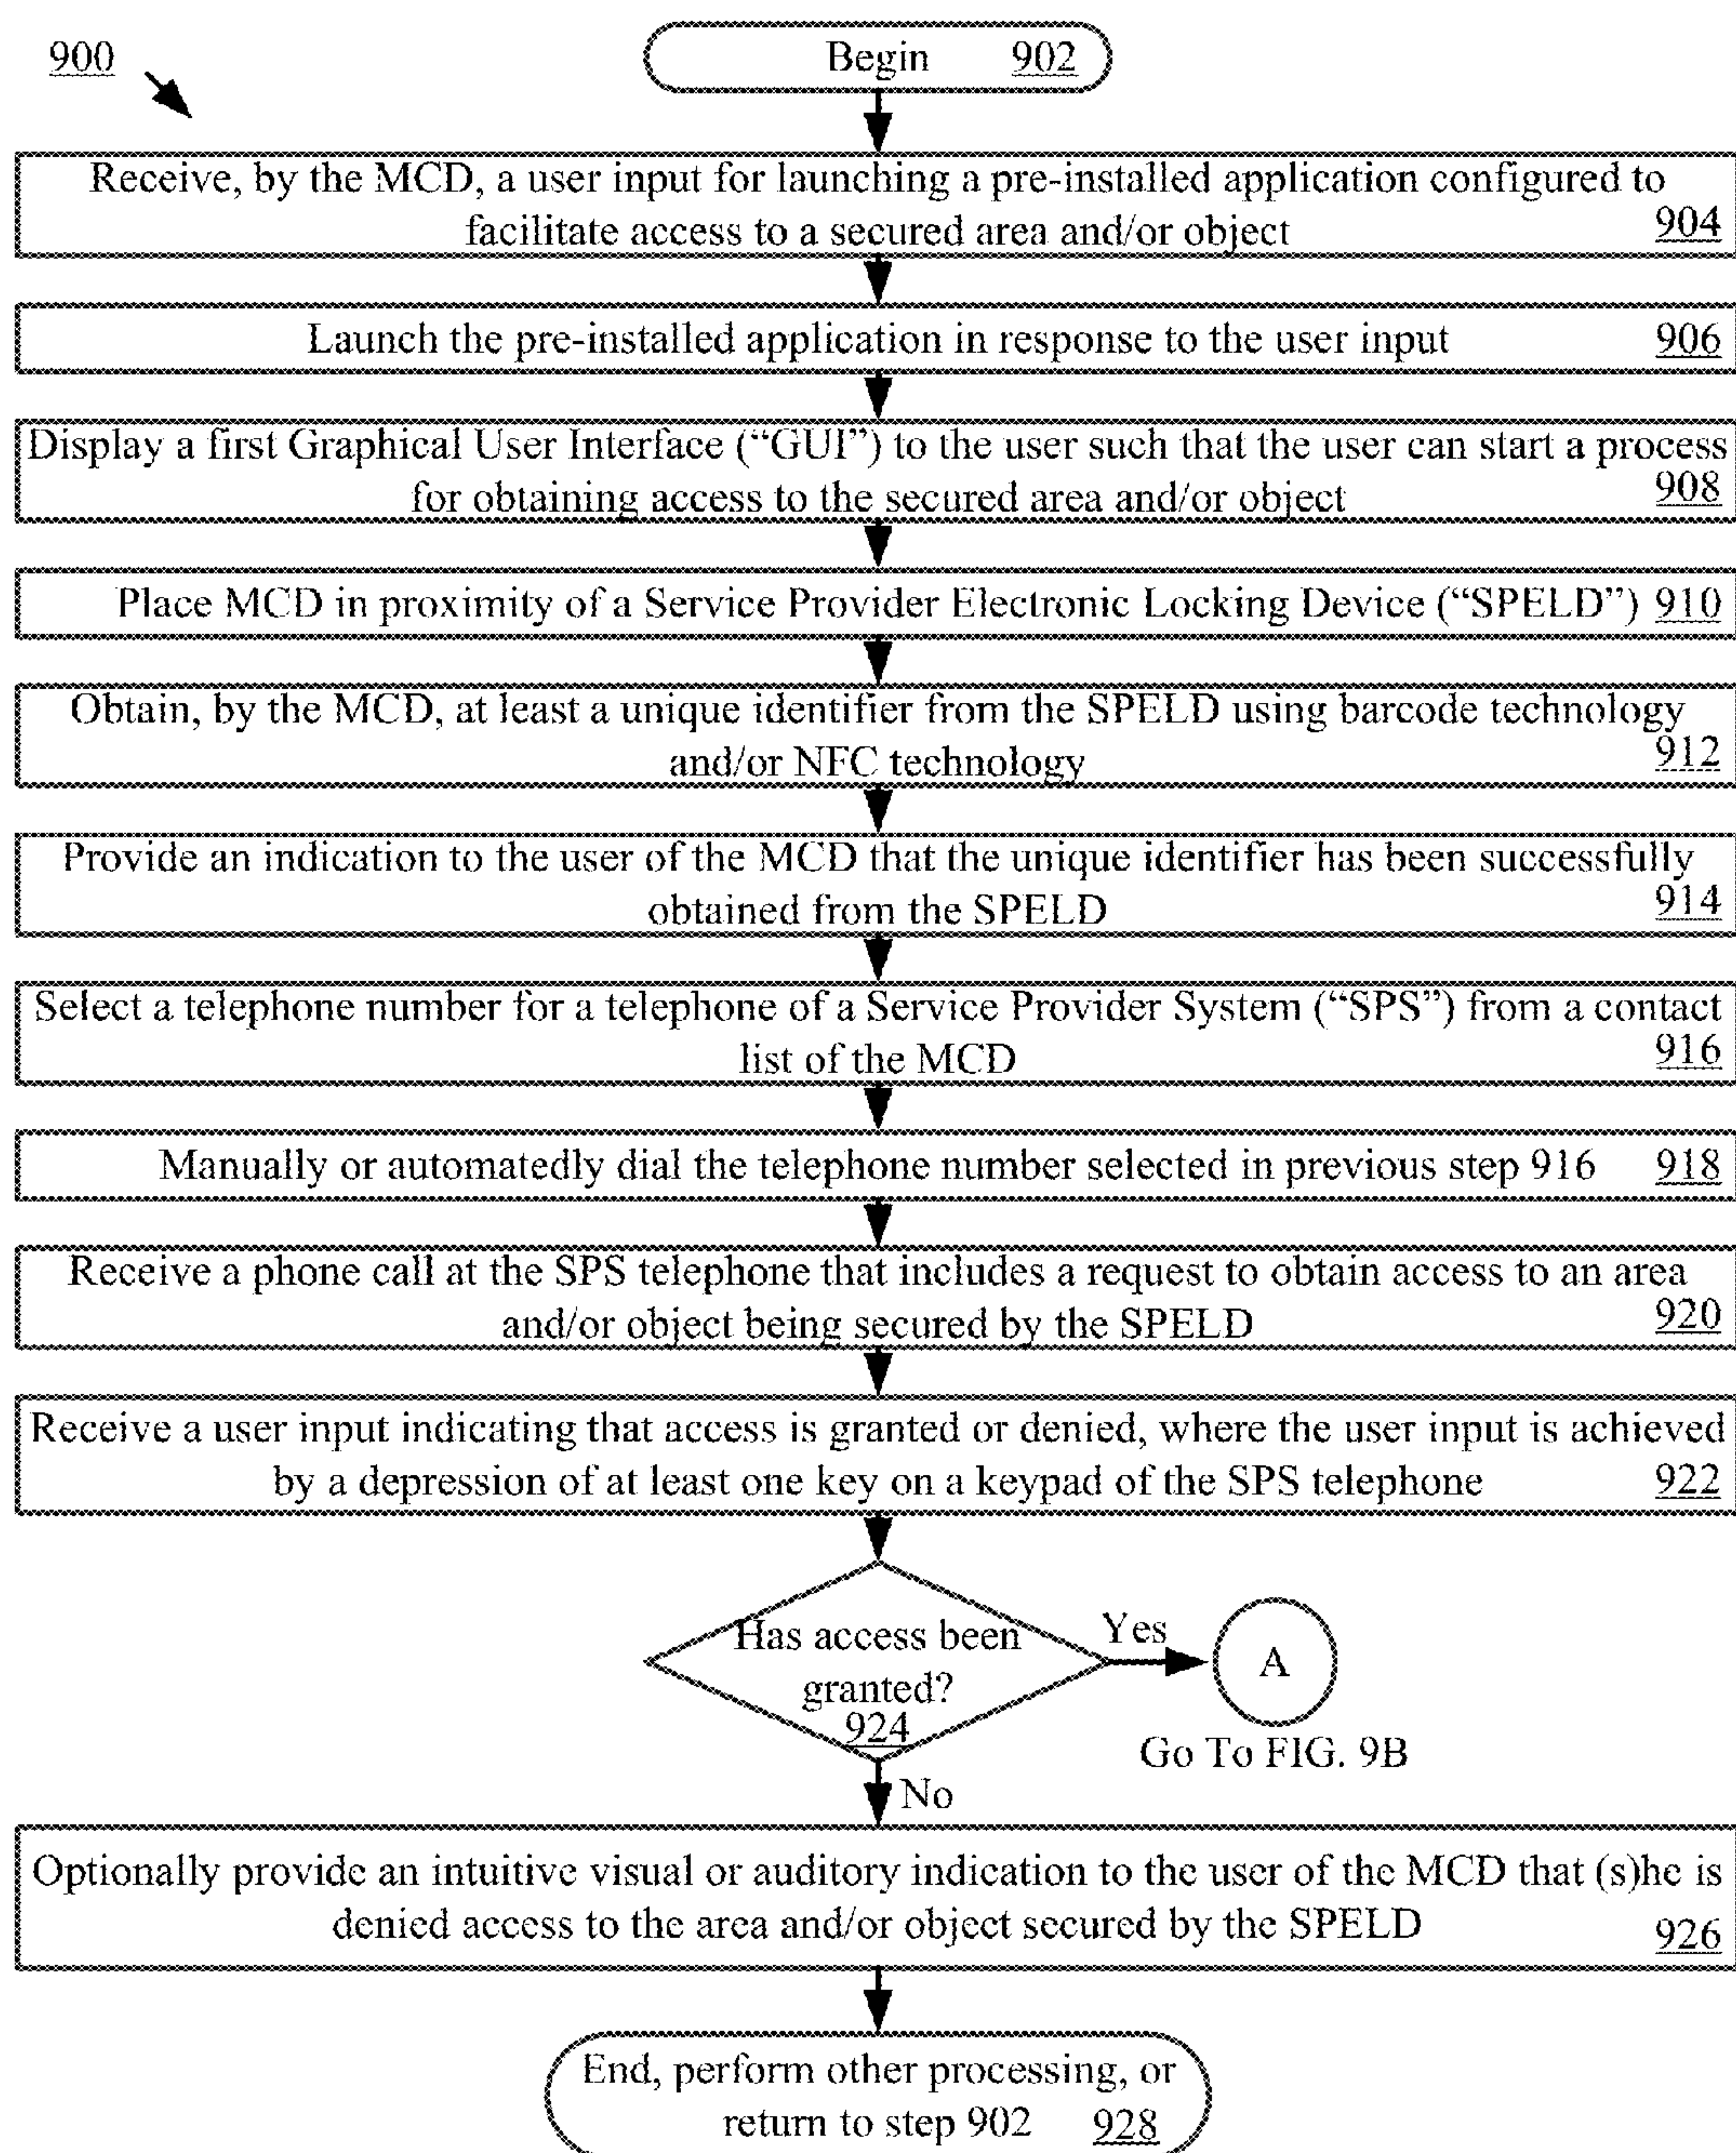 900
Begin 902
Receive, by the MCD, a user input for launching a pre-installed application configured to
facilitate access to a secured area and/or object 904
Launch the pre-installed application in response to the user input 906
Display a first Graphical User Interface (“GUI”) to the user such that the user can start a process
for obtaining access to the secured area and/or object 908
Place MCD in proximity of a Service Provider Electronic Locking Device (“SPELD”) 910
Obtain, by the MCD, at least a unique identifier from the SPELD using barcode technology
and/or NFC technology 912
Provide an indication to the user of the MCD that the unique identifier has been successfully
obtained from the SPELD 914
Select a telephone number for a telephone of a Service Provider System (“SPS”) from a contact
list of the MCD 916
Manually or automatedly dial the telephone number selected in previous step 916 918
Receive a phone call at the SPS telephone that includes a request to obtain access to an area
and/or object being secured by the SPELD 920
Receive a user input indicating that access is granted or denied, where the user input is achieved
by a depression of at least one key on a keypad of the SPS telephone 922
Has access been
granted?
924
Yes
A
Go To FIG. 9B
No
Optionally provide an intuitive visual or auditory indication to the user of the MCD that (s)he is
denied access to the area and/or object secured by the SPELD 926
End, perform other processing, or
return to step 902 928